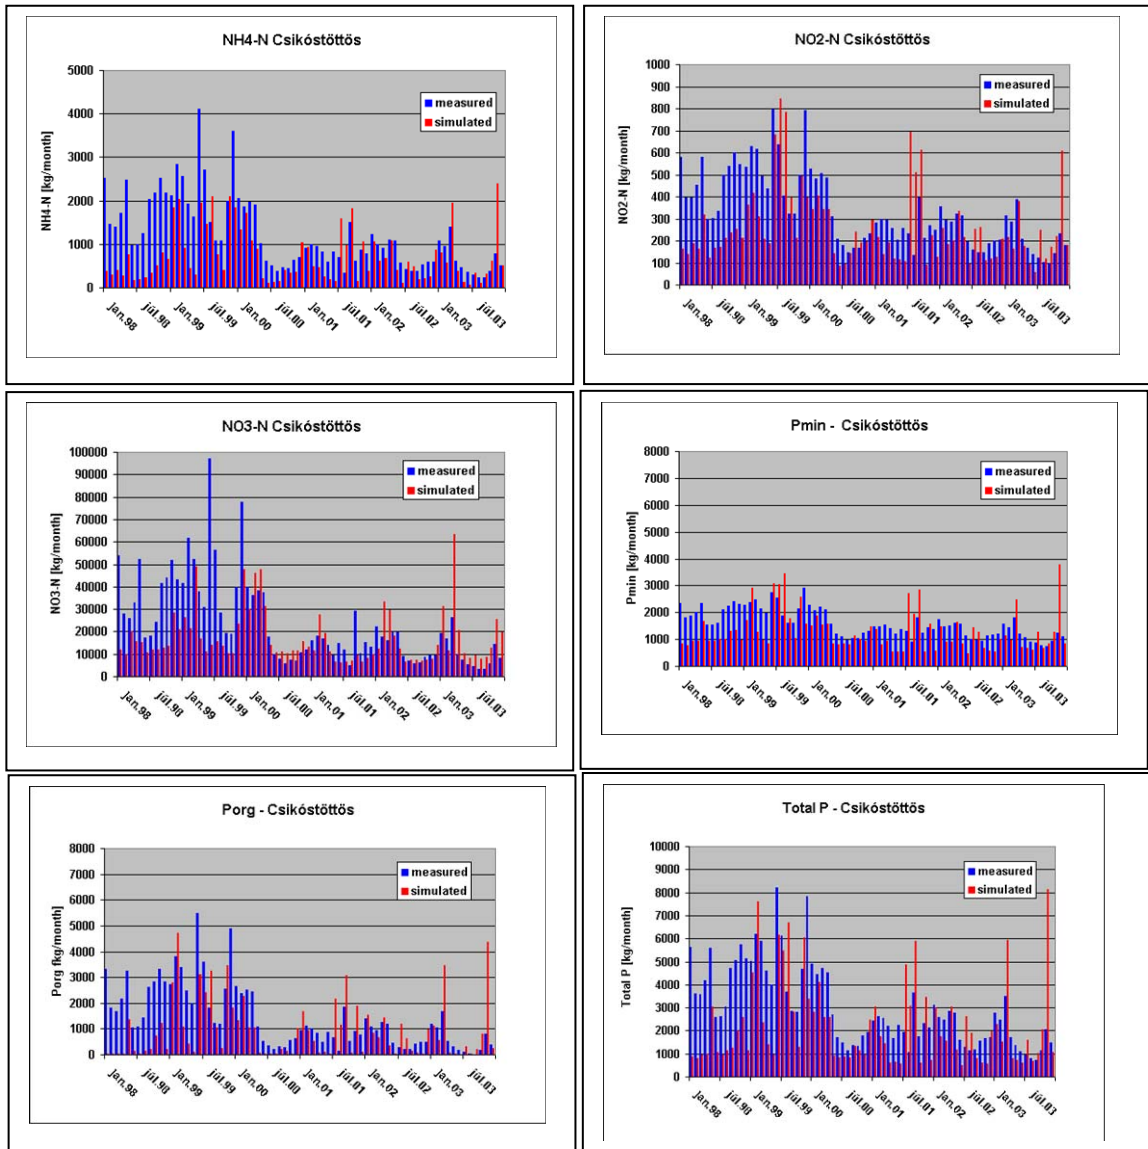 NH4-N Csikóstöttös
5000
4000
3000
2000
1000
0
NH4-N [kg/month]
measured
simulated
jan.98
júl.98
jan.99
júl.99
jan.00
júl.00
jan.01
júl.01
jan.02
júl.02
jan.03
júl.03
NO2-N Csikóstöttös
1000
900
800
700
600
500
400
300
200
100
0
NO2-N [kg/month]
measured
simulated
jan.98
júl.98
jan.99
júl.99
jan.00
júl.00
jan.01
júl.01
jan.02
júl.02
jan.03
júl.03
NO3-N Csikóstöttös
100000
90000
80000
70000
60000
50000
40000
30000
20000
10000
0
NO3-N [kg/month]
measured
simulated
jan.98
júl.98
jan.99
júl.99
jan.00
júl.00
jan.01
júl.01
jan.02
júl.02
jan.03
júl.03
Pmin - Csikóstöttös
8000
7000
6000
5000
4000
3000
2000
1000
0
Pmin [kg/month]
measured
simulated
jan.98
júl.98
jan.99
júl.99
jan.00
júl.00
jan.01
júl.01
jan.02
júl.02
jan.03
júl.03
Porg - Csikóstöttös
8000
7000
6000
5000
4000
3000
2000
1000
0
Porg [kg/month]
measured
simulated
jan.98
júl.98
jan.99
júl.99
jan.00
júl.00
jan.01
júl.01
jan.02
júl.02
jan.03
júl.03
Total P - Csikóstöttös
10000
9000
8000
7000
6000
5000
4000
3000
2000
1000
0
Total P [kg/month]
measured
simulated
jan.98
júl.98
jan.99
júl.99
jan.00
júl.00
jan.01
júl.01
jan.02
júl.02
jan.03
júl.03